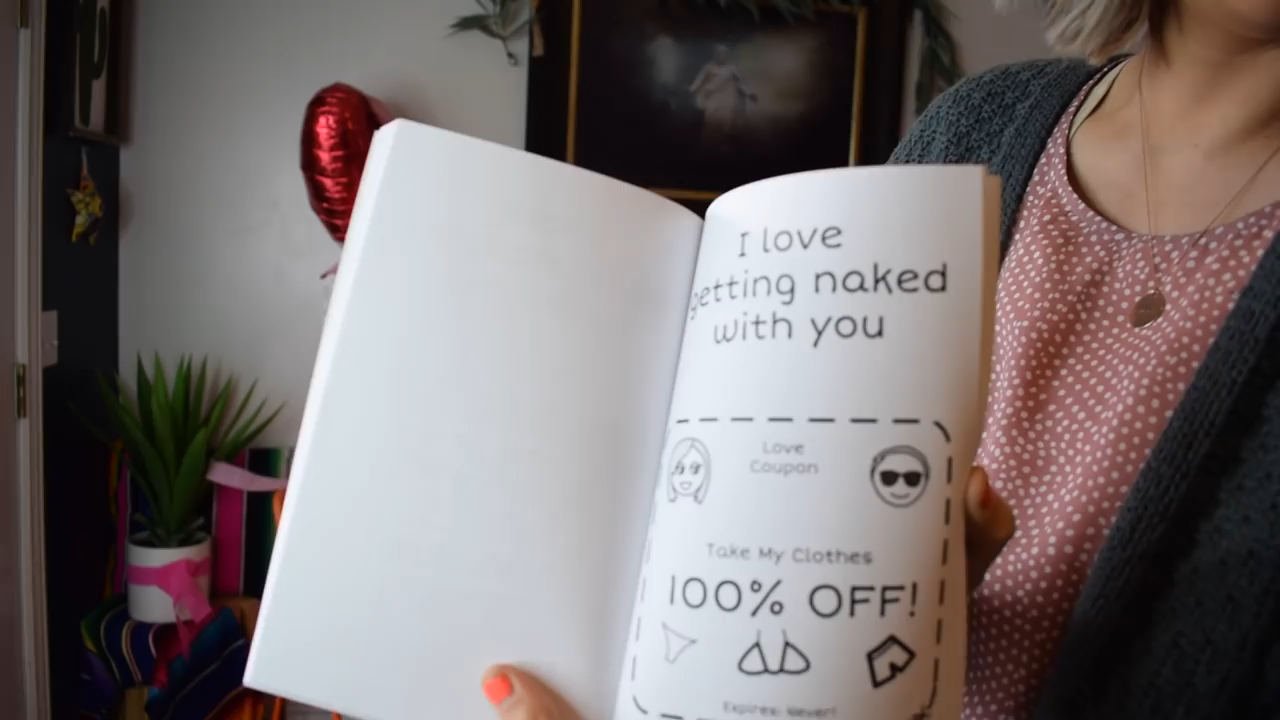 I love
getting naked
with you
Love
Coupon
Take My Clothes
100% OFF!
Expires: Never!